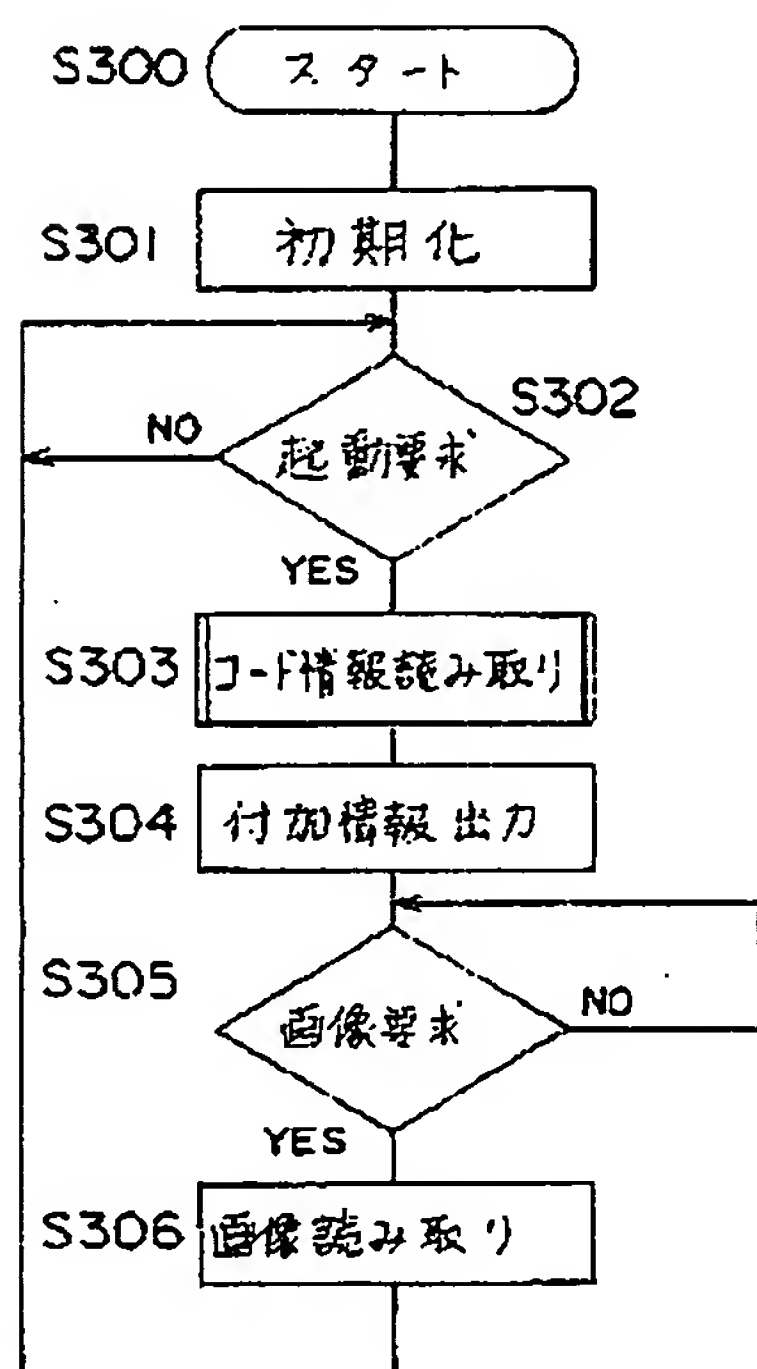 S300 スタート
S301 初期化
S302
NO 起動要求
YES
S303 コード情報読み取り
S304 付加情報出力
S305
画像要求 NO
YES
S306 画像読み取り